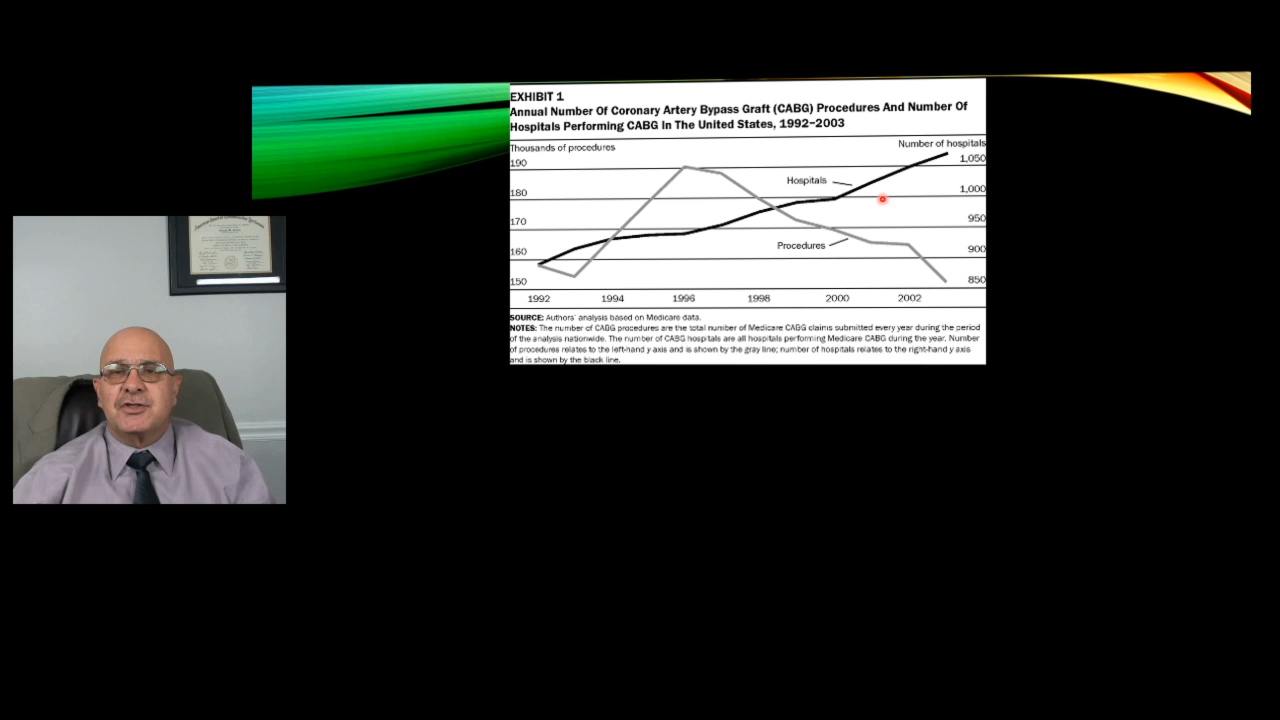 EXHIBIT 1
Annual Number Of Coronary Artery Bypass Graft (CABG) Procedures And Number Of
Hospitals Performing CABG In The United States, 1992–2003
Thousands of procedures
Number of hospitals
190
1,050
Hospitals
180
1,000
170
950
Procedures
160
900
150
850
1992 1994 1996 1998 2000 2002
SOURCE: Authors' analysis based on Medicare data.
NOTES: The number of CABG procedures are the total number of Medicare CABG claims submitted every year during the period
of the analysis nationwide. The number of CABG hospitals are all hospitals performing Medicare CABG during the year. Number
of procedures relates to the left-hand y axis and is shown by the gray line; number of hospitals relates to the right-hand y axis
and is shown by the black line.